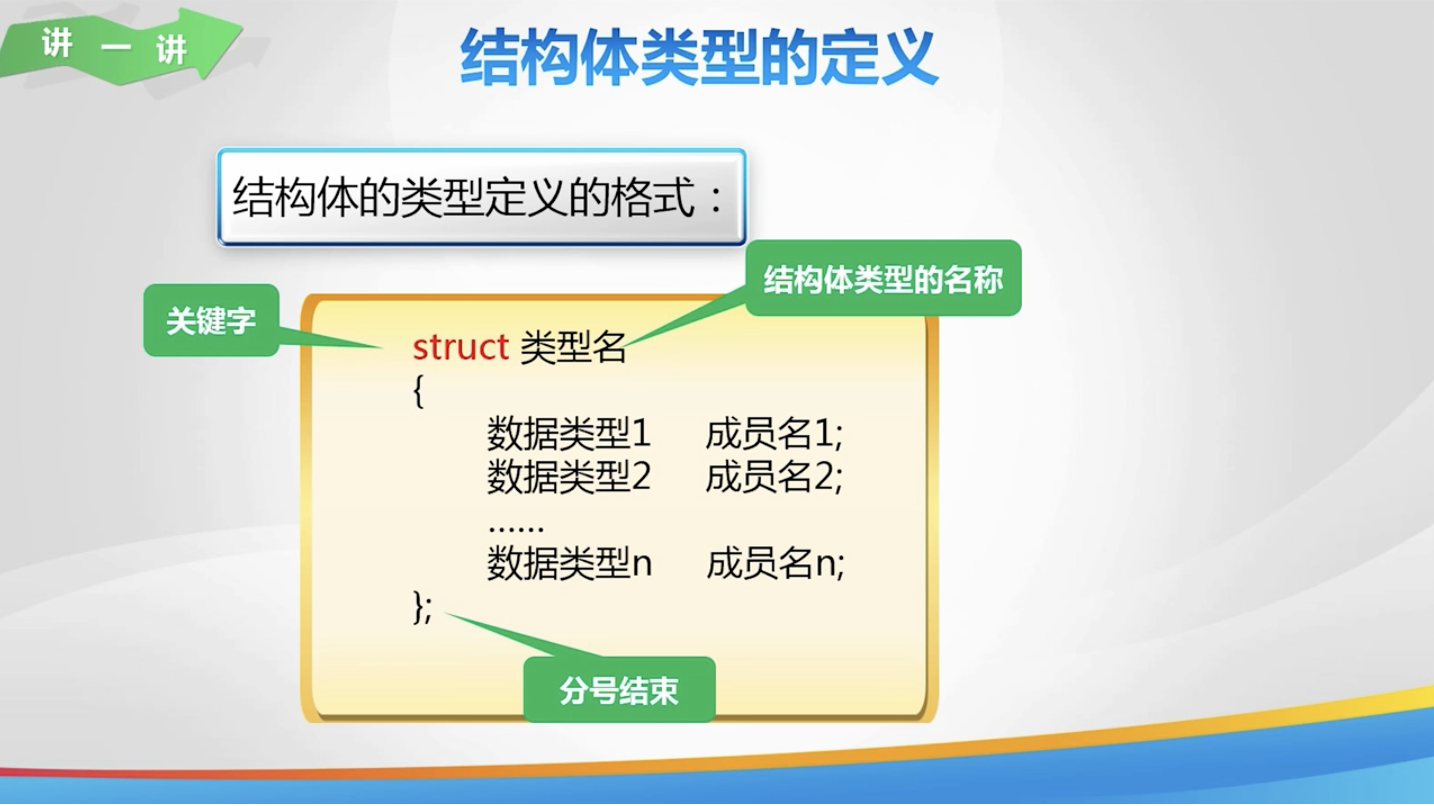 讲一讲
结构体类型的定义
结构体的类型定义的格式：
结构体类型的名称
关键字
struct 类型名
{
数据类型1 成员名1;
数据类型2 成员名2;
......
数据类型n 成员名n;
};
分号结束